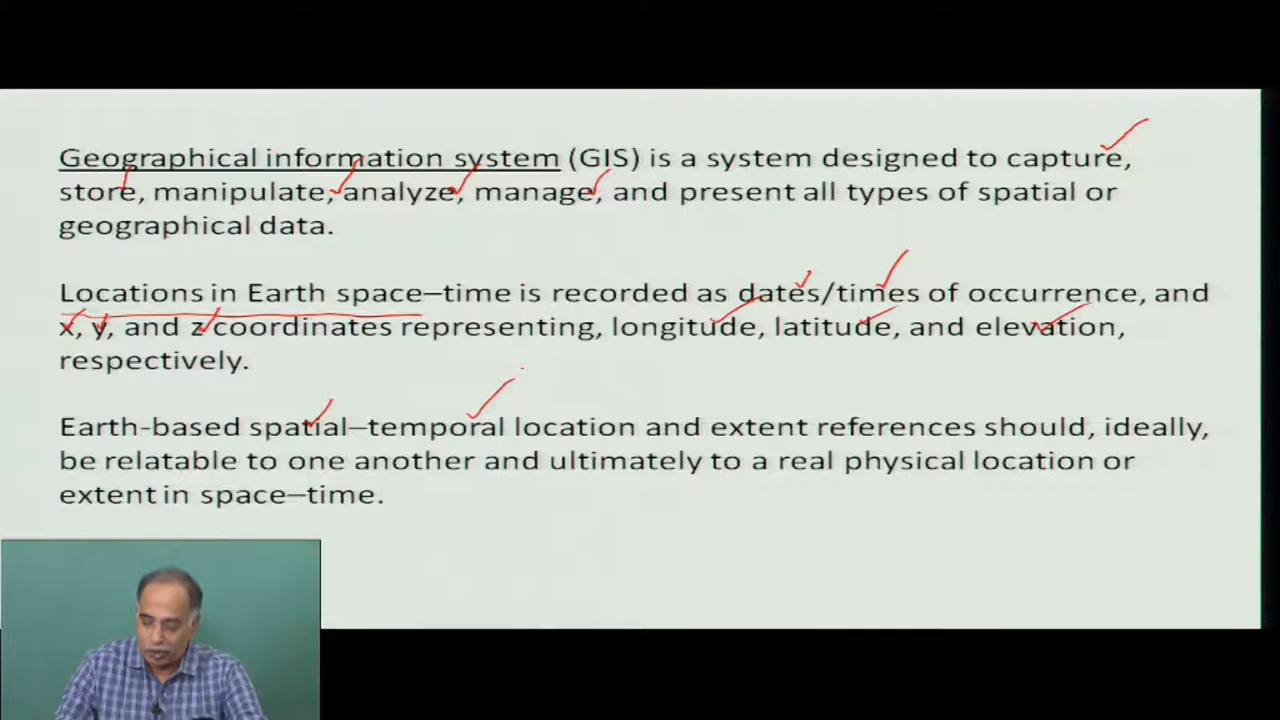 Geographical information system (GIS) is a system designed to capture,
store, manipulate, analyze, manage, and present all types of spatial or
geographical data.
Locations in Earth space–time is recorded as dates/times of occurrence, and
x, y, and z coordinates representing, longitude, latitude, and elevation,
respectively.
Earth-based spatial–temporal location and extent references should, ideally,
be relatable to one another and ultimately to a real physical location or
extent in space–time.